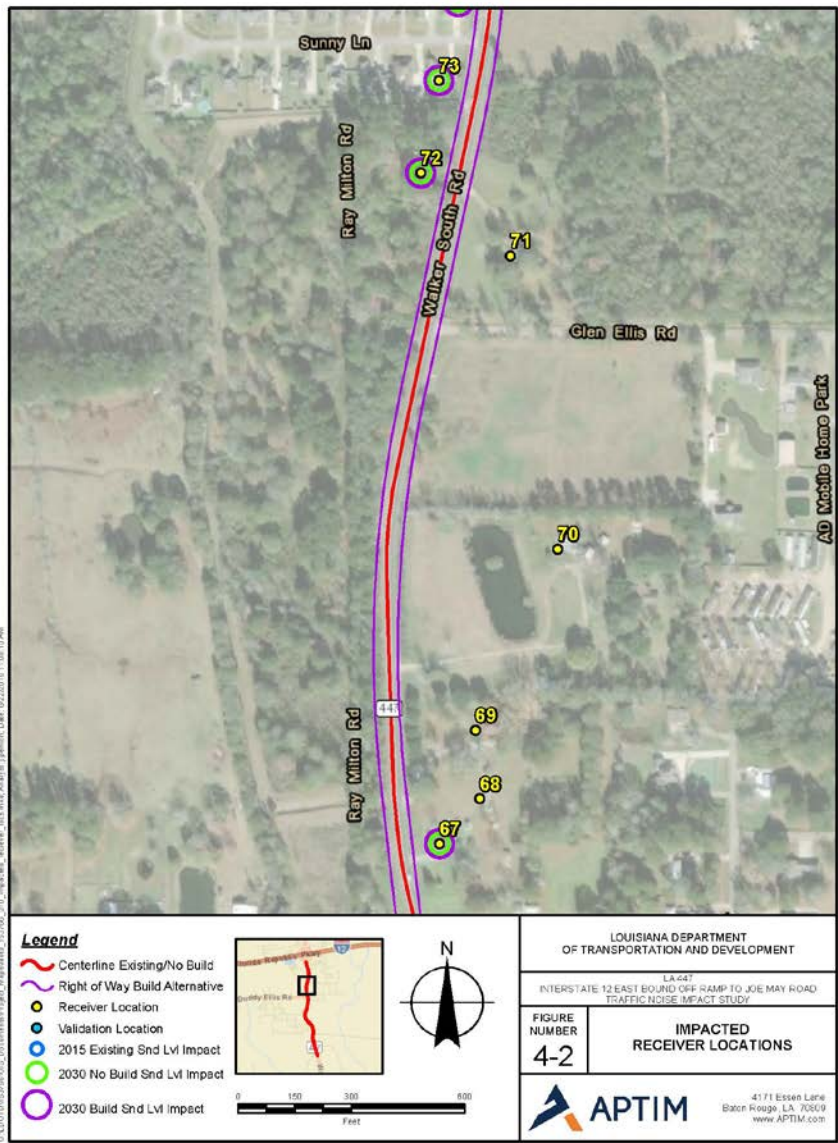 Sunny Ln
73
Ray Milton Rd
72
Walker South Rd
71
Glen Ellis Rd
AD Mobile Home Park
70
447
Ray Milton Rd
69
68
67
Legend
Centerline Existing/No Build
Right of Way Build Alternative
Receiver Location
Validation Location
2015 Existing Snd Lvl Impact
2030 No Build Snd Lvl Impact
2030 Build Snd Lvl Impact
12
Buddy Ellis Rd
N
0 300 600
Feet
LOUISIANA DEPARTMENT
OF TRANSPORTATION AND DEVELOPMENT
LA 447
INTERSTATE 12 EAST BOUND OFF RAMP TO JOE MAY ROAD
TRAFFIC NOISE IMPACT STUDY
FIGURE
NUMBER
4-2
IMPACTED
RECEIVER LOCATIONS
APTIM
4171 Essen Lane
Baton Rouge, LA 70809
www.APTIM.com